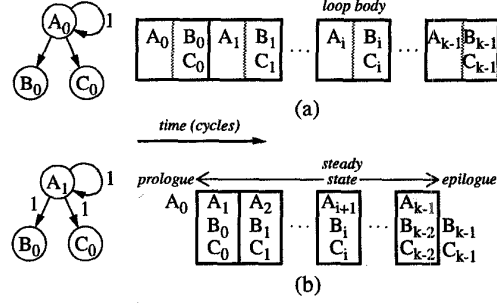 loop body
A0 1
B0 C0
A0 B0 A1 B1 ... Ai Bi ... Ak-1 Bk-1
C0 C1 Ci Ck-1
(a)
time (cycles)
steady
prologue state epilogue
A1 1
1 1
B0 C0
A0 A1 A2 Ai+1 Ak-1
B0 B1 ... Bi ... Bk-2 Bk-1
C0 C1 Ci Ck-2 Ck-1
(b)